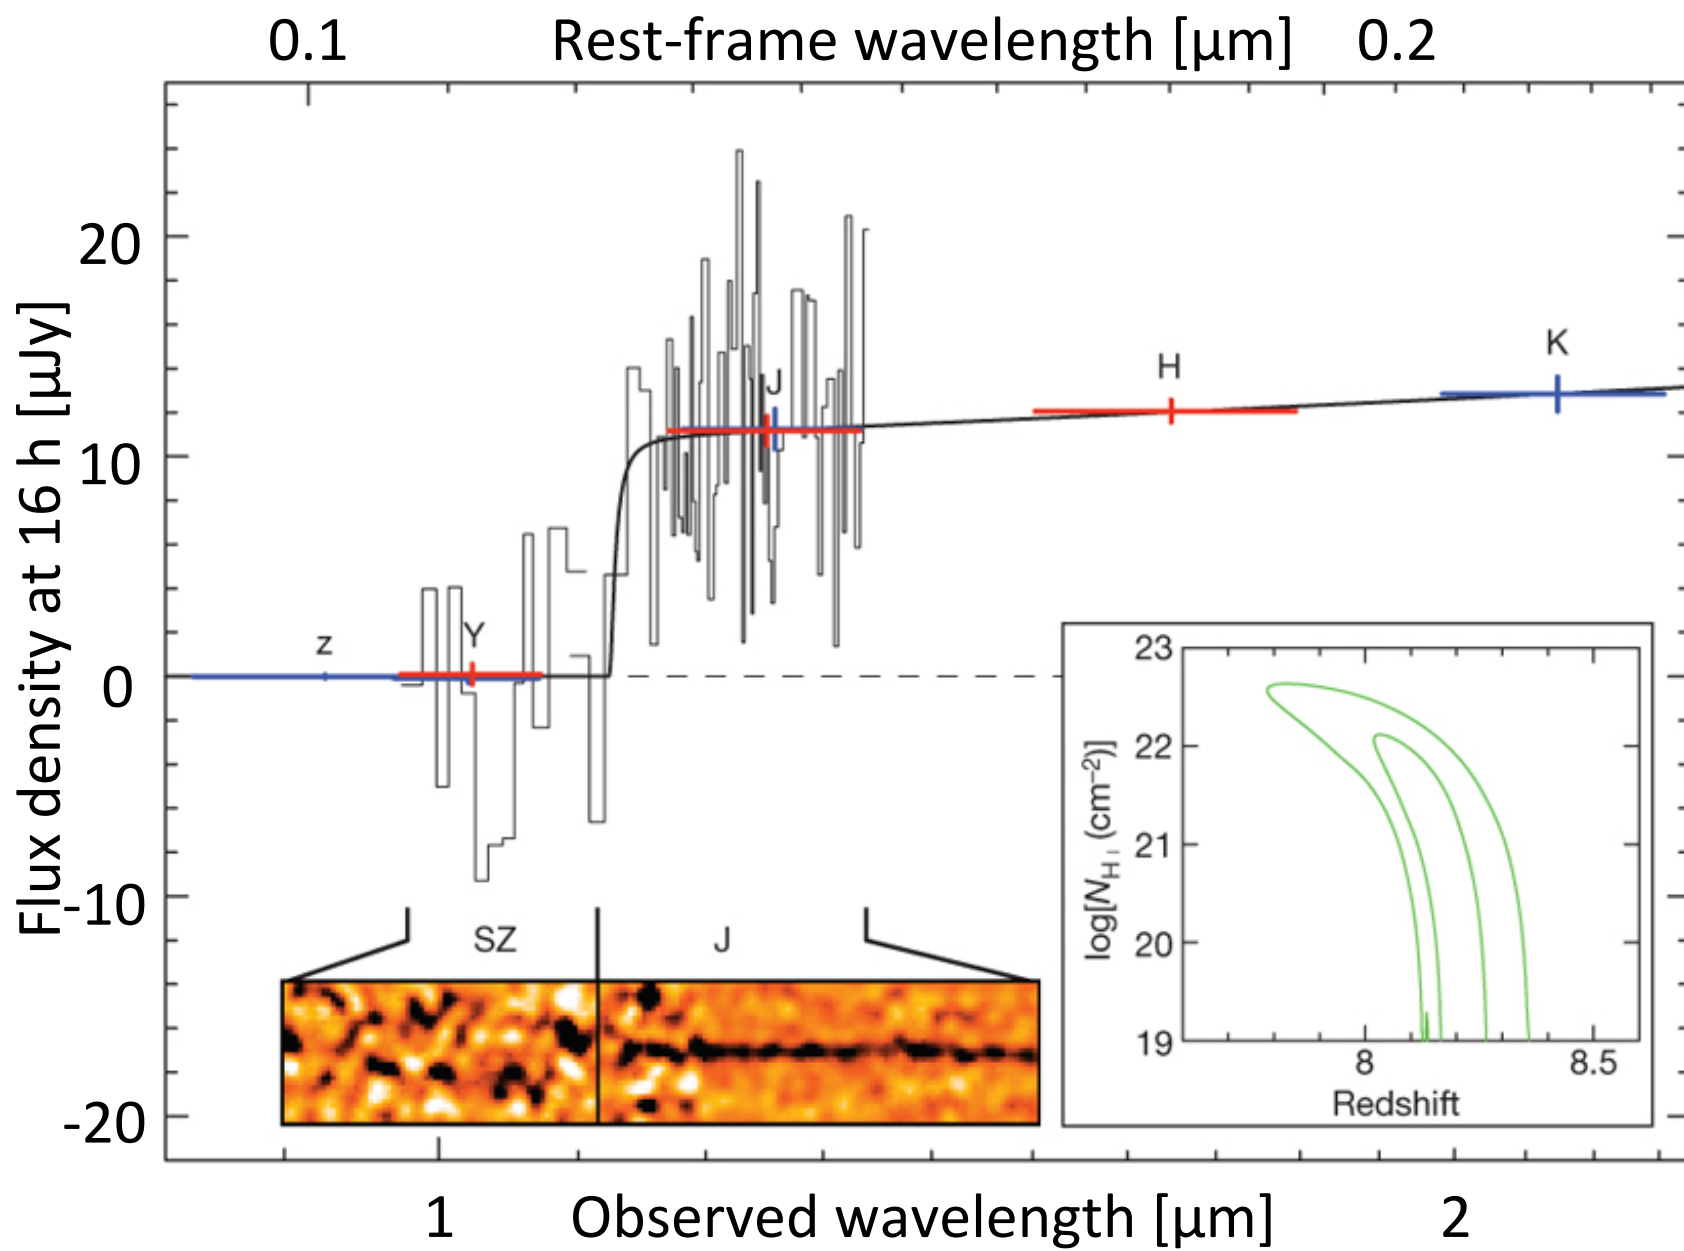 0.1 Rest-frame wavelength [µm] 0.2
Flux density at 16 h [µJy]
20
10
0
-10
-20
z
Y
J
H
K
SZ J
log[N_H I (cm⁻²)]
23
22
21
20
19
8 8.5
Redshift
1 Observed wavelength [µm] 2